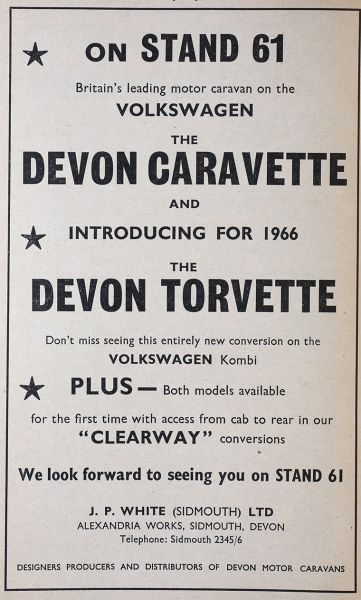 ON STAND 61
Britain's leading motor caravan on the
VOLKSWAGEN
THE
DEVON CARAVETTE
AND
INTRODUCING FOR 1966
THE
DEVON TORVETTE
Don't miss seeing this entirely new conversion on the
VOLKSWAGEN Kombi
PLUS — Both models available
for the first time with access from cab to rear in our
"CLEARWAY" conversions
We look forward to seeing you on STAND 61
J. P. WHITE (SIDMOUTH) LTD
ALEXANDRIA WORKS, SIDMOUTH, DEVON
Telephone: Sidmouth 2345/6
DESIGNERS PRODUCERS AND DISTRIBUTORS OF DEVON MOTOR CARAVANS